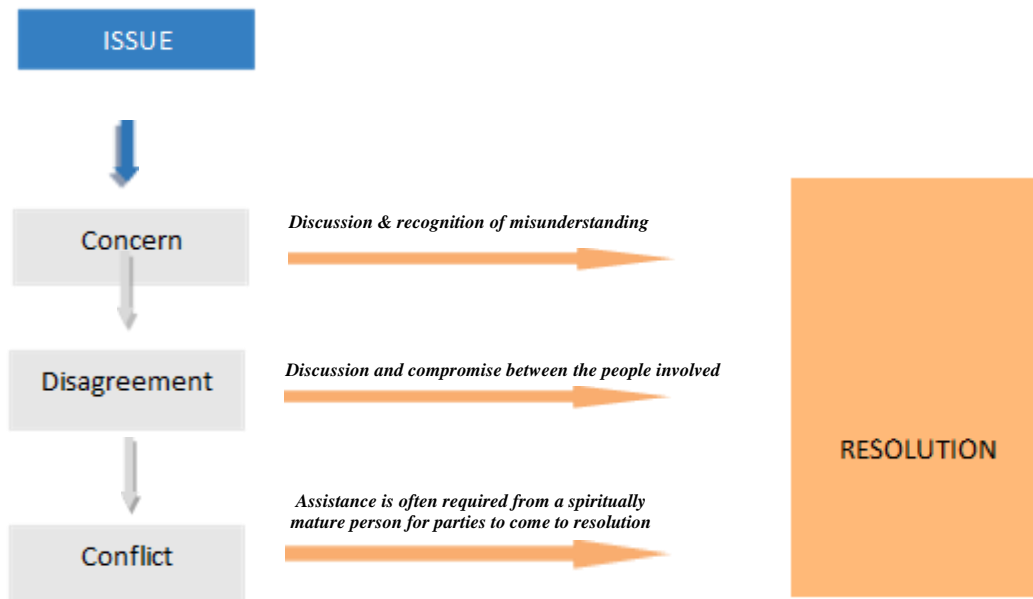 ISSUE
Concern
Discussion & recognition of misunderstanding
Disagreement
Discussion and compromise between the people involved
RESOLUTION
Assistance is often required from a spiritually
mature person for parties to come to resolution
Conflict